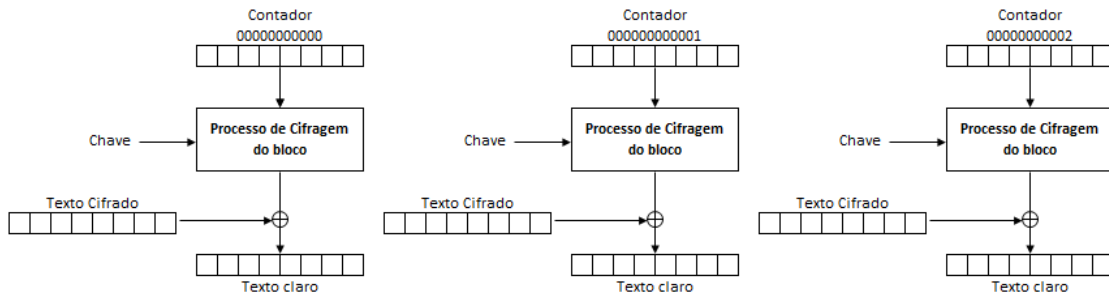 Contador
00000000000
Processo de Cifragem
do bloco
Chave
Texto Cifrado
Texto claro
Contador
000000000001
Processo de Cifragem
do bloco
Chave
Texto Cifrado
Texto claro
Contador
00000000002
Processo de Cifragem
do bloco
Chave
Texto Cifrado
Texto claro